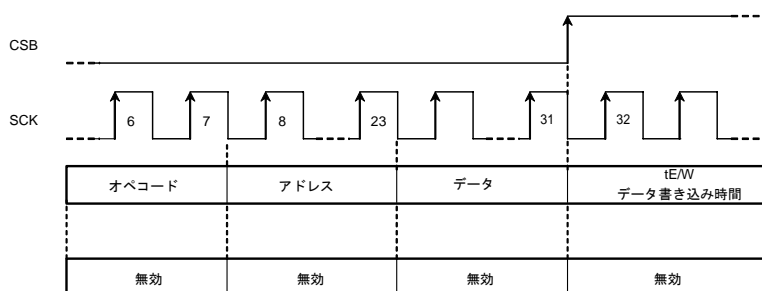 CSB
SCK
6 7 8 23 31 32
オペコード アドレス データ tE/W
データ書き込み時間
無効 無効 無効 無効